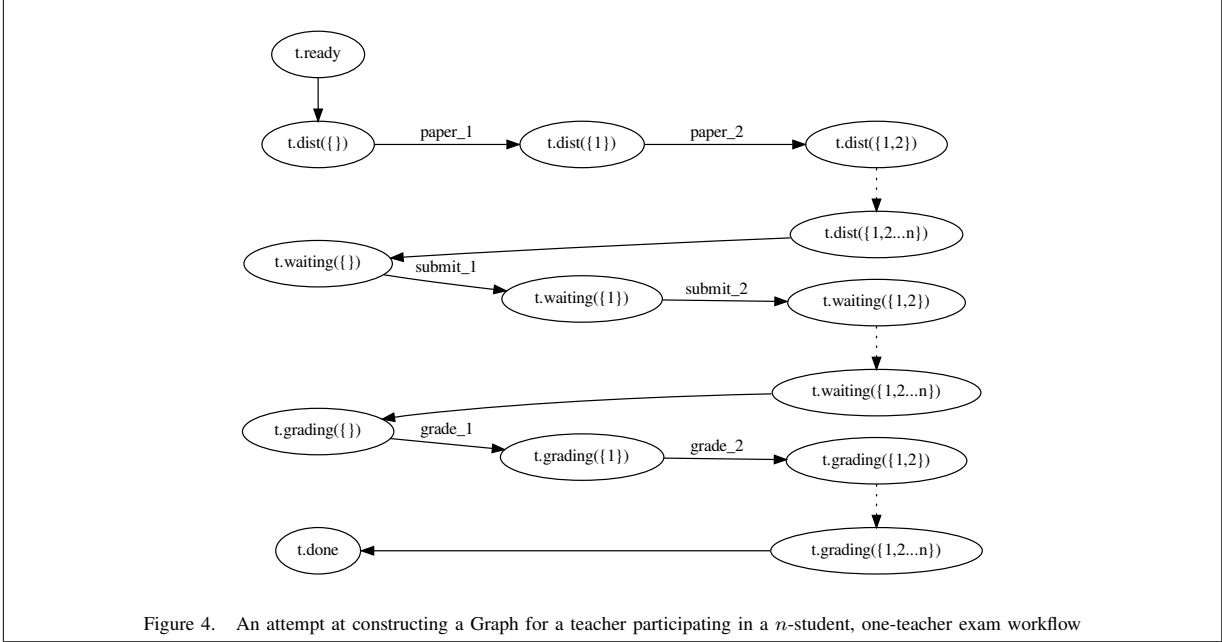 t.ready
t.dist({}) paper_1 t.dist({1}) paper_2 t.dist({1,2})
t.dist({1,2...n})
t.waiting({}) submit_1 t.waiting({1}) submit_2 t.waiting({1,2})
t.waiting({1,2...n})
t.grading({}) grade_1 t.grading({1}) grade_2 t.grading({1,2})
t.done t.grading({1,2...n})
Figure 4. An attempt at constructing a Graph for a teacher participating in a n-student, one-teacher exam workflow